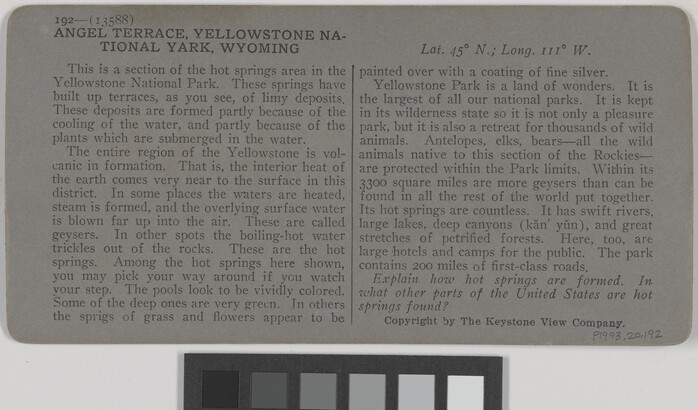 192—(13588)
ANGEL TERRACE, YELLOWSTONE NA-
TIONAL YARK, WYOMING
This is a section of the hot springs area in the
Yellowstone National Park. These springs have
built up terraces, as you see, of limy deposits.
These deposits are formed partly because of the
cooling of the water, and partly because of the
plants which are submerged in the water.
The entire region of the Yellowstone is vol-
canic in formation. That is, the interior heat of
the earth comes very near to the surface in this
district. In some places the waters are heated,
steam is formed, and the overlying surface water
is blown far up into the air. These are called
geysers. In other spots the boiling-hot water
trickles out of the rocks. These are the hot
springs. Among the hot springs here shown,
you may pick your way around if you watch
your step. The pools look to be vividly colored.
Some of the deep ones are very green. In others
the sprigs of grass and flowers appear to be
Lat. 45° N.; Long. 111° W.
painted over with a coating of fine silver.
Yellowstone Park is a land of wonders. It is
the largest of all our national parks. It is kept
in its wilderness state so it is not only a pleasure
park, but it is also a retreat for thousands of wild
animals. Antelopes, elks, bears—all the wild
animals native to this section of the Rockies—
are protected within the Park limits. Within its
3300 square miles are more geysers than can be
found in all the rest of the world put together.
Its hot springs are countless. It has swift rivers,
large lakes, deep canyons (kăn′ yŭn), and great
stretches of petrified forests. Here, too, are
large hotels and camps for the public. The park
contains 200 miles of first-class roads.
Explain how hot springs are formed. In
what other parts of the United States are hot
springs found?
Copyright by The Keystone View Company.
P1993.20.192